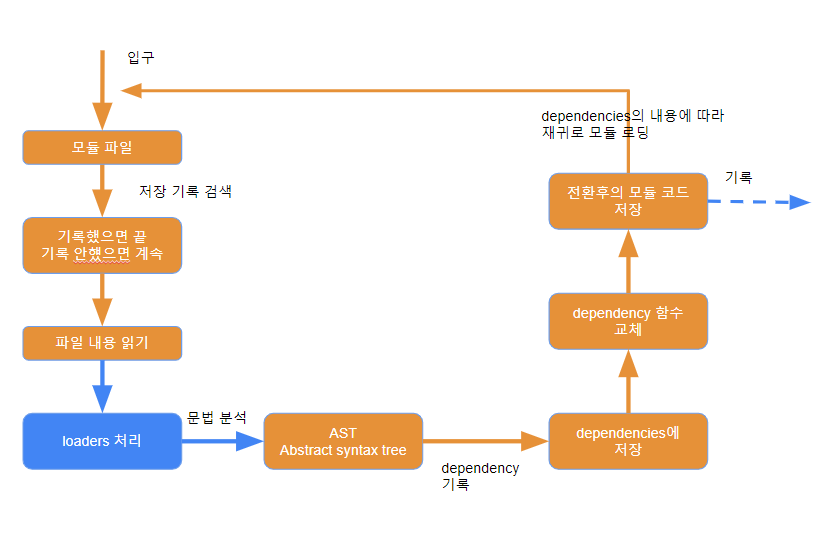 입구
모듈 파일
저장 기록 검색
기록했으면 끝
기록 안했으면 계속
파일 내용 읽기
loaders 처리
문법 분석
AST
Abstract syntax tree
dependency
기록
dependencies에
저장
dependency 함수
교체
전환후의 모듈 코드
저장
기록
dependencies의 내용에 따라
재귀로 모듈 로딩